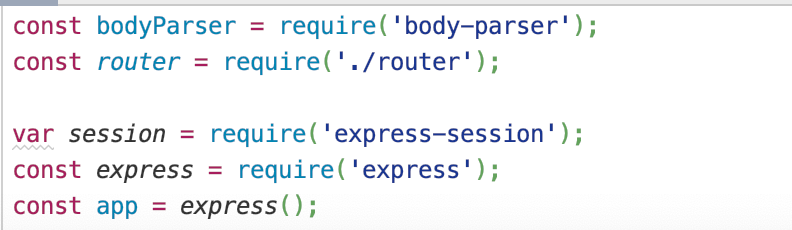 const bodyParser = require('body-parser');
const router = require('./router');
var session = require('express-session');
const express = require('express');
const app = express();